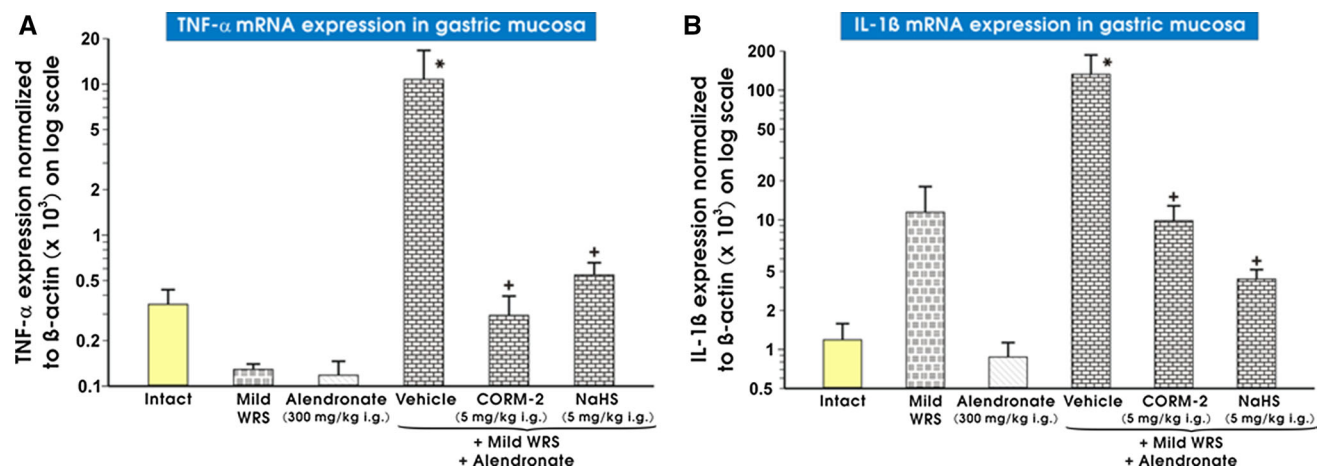 A
TNF-α mRNA expression in gastric mucosa
TNF-α expression normalized
to ß-actin (x 10³) on log scale
20
10
5
2
1
0.5
0.2
0.1
*
+
+
Intact
Mild
WRS
Alendronate
(300 mg/kg i.g.)
Vehicle
CORM-2
(5 mg/kg i.g.)
NaHS
(5 mg/kg i.g.)
+ Mild WRS
+ Alendronate
B
IL-1ß mRNA expression in gastric mucosa
IL-1ß expression normalized
to ß-actin (x 10³) on log scale
200
100
50
20
10
5
2
1
0.5
*
+
+
Intact
Mild
WRS
Alendronate
(300 mg/kg i.g.)
Vehicle
CORM-2
(5 mg/kg i.g.)
NaHS
(5 mg/kg i.g.)
+ Mild WRS
+ Alendronate